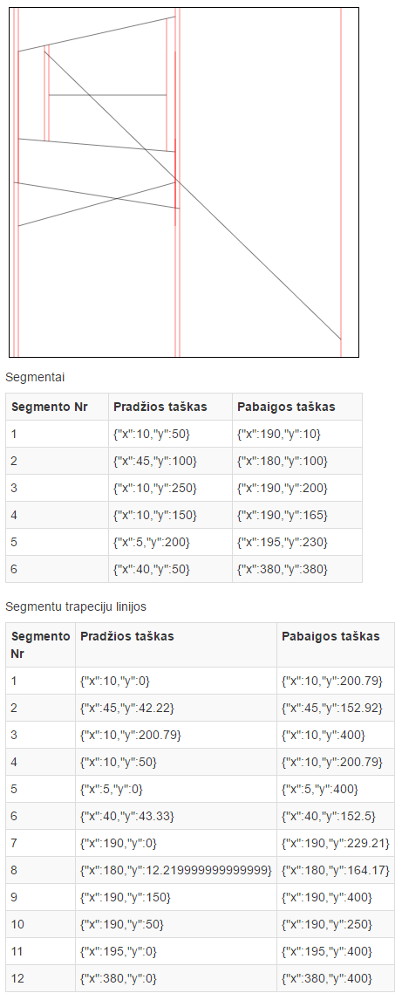 Segmentai
Segmento Nr Pradžios taškas Pabaigos taškas
1 {"x":10,"y":50} {"x":190,"y":10}
2 {"x":45,"y":100} {"x":180,"y":100}
3 {"x":10,"y":250} {"x":190,"y":200}
4 {"x":10,"y":150} {"x":190,"y":165}
5 {"x":5,"y":200} {"x":195,"y":230}
6 {"x":40,"y":50} {"x":380,"y":380}
Segmentu trapeciju linijos
Segmento Nr Pradžios taškas Pabaigos taškas
1 {"x":10,"y":0} {"x":10,"y":200.79}
2 {"x":45,"y":42.22} {"x":45,"y":152.92}
3 {"x":10,"y":200.79} {"x":10,"y":400}
4 {"x":10,"y":50} {"x":10,"y":200.79}
5 {"x":5,"y":0} {"x":5,"y":400}
6 {"x":40,"y":43.33} {"x":40,"y":152.5}
7 {"x":190,"y":0} {"x":190,"y":229.21}
8 {"x":180,"y":12.219999999999999} {"x":180,"y":164.17}
9 {"x":190,"y":150} {"x":190,"y":400}
10 {"x":190,"y":50} {"x":190,"y":250}
11 {"x":195,"y":0} {"x":195,"y":400}
12 {"x":380,"y":0} {"x":380,"y":400}